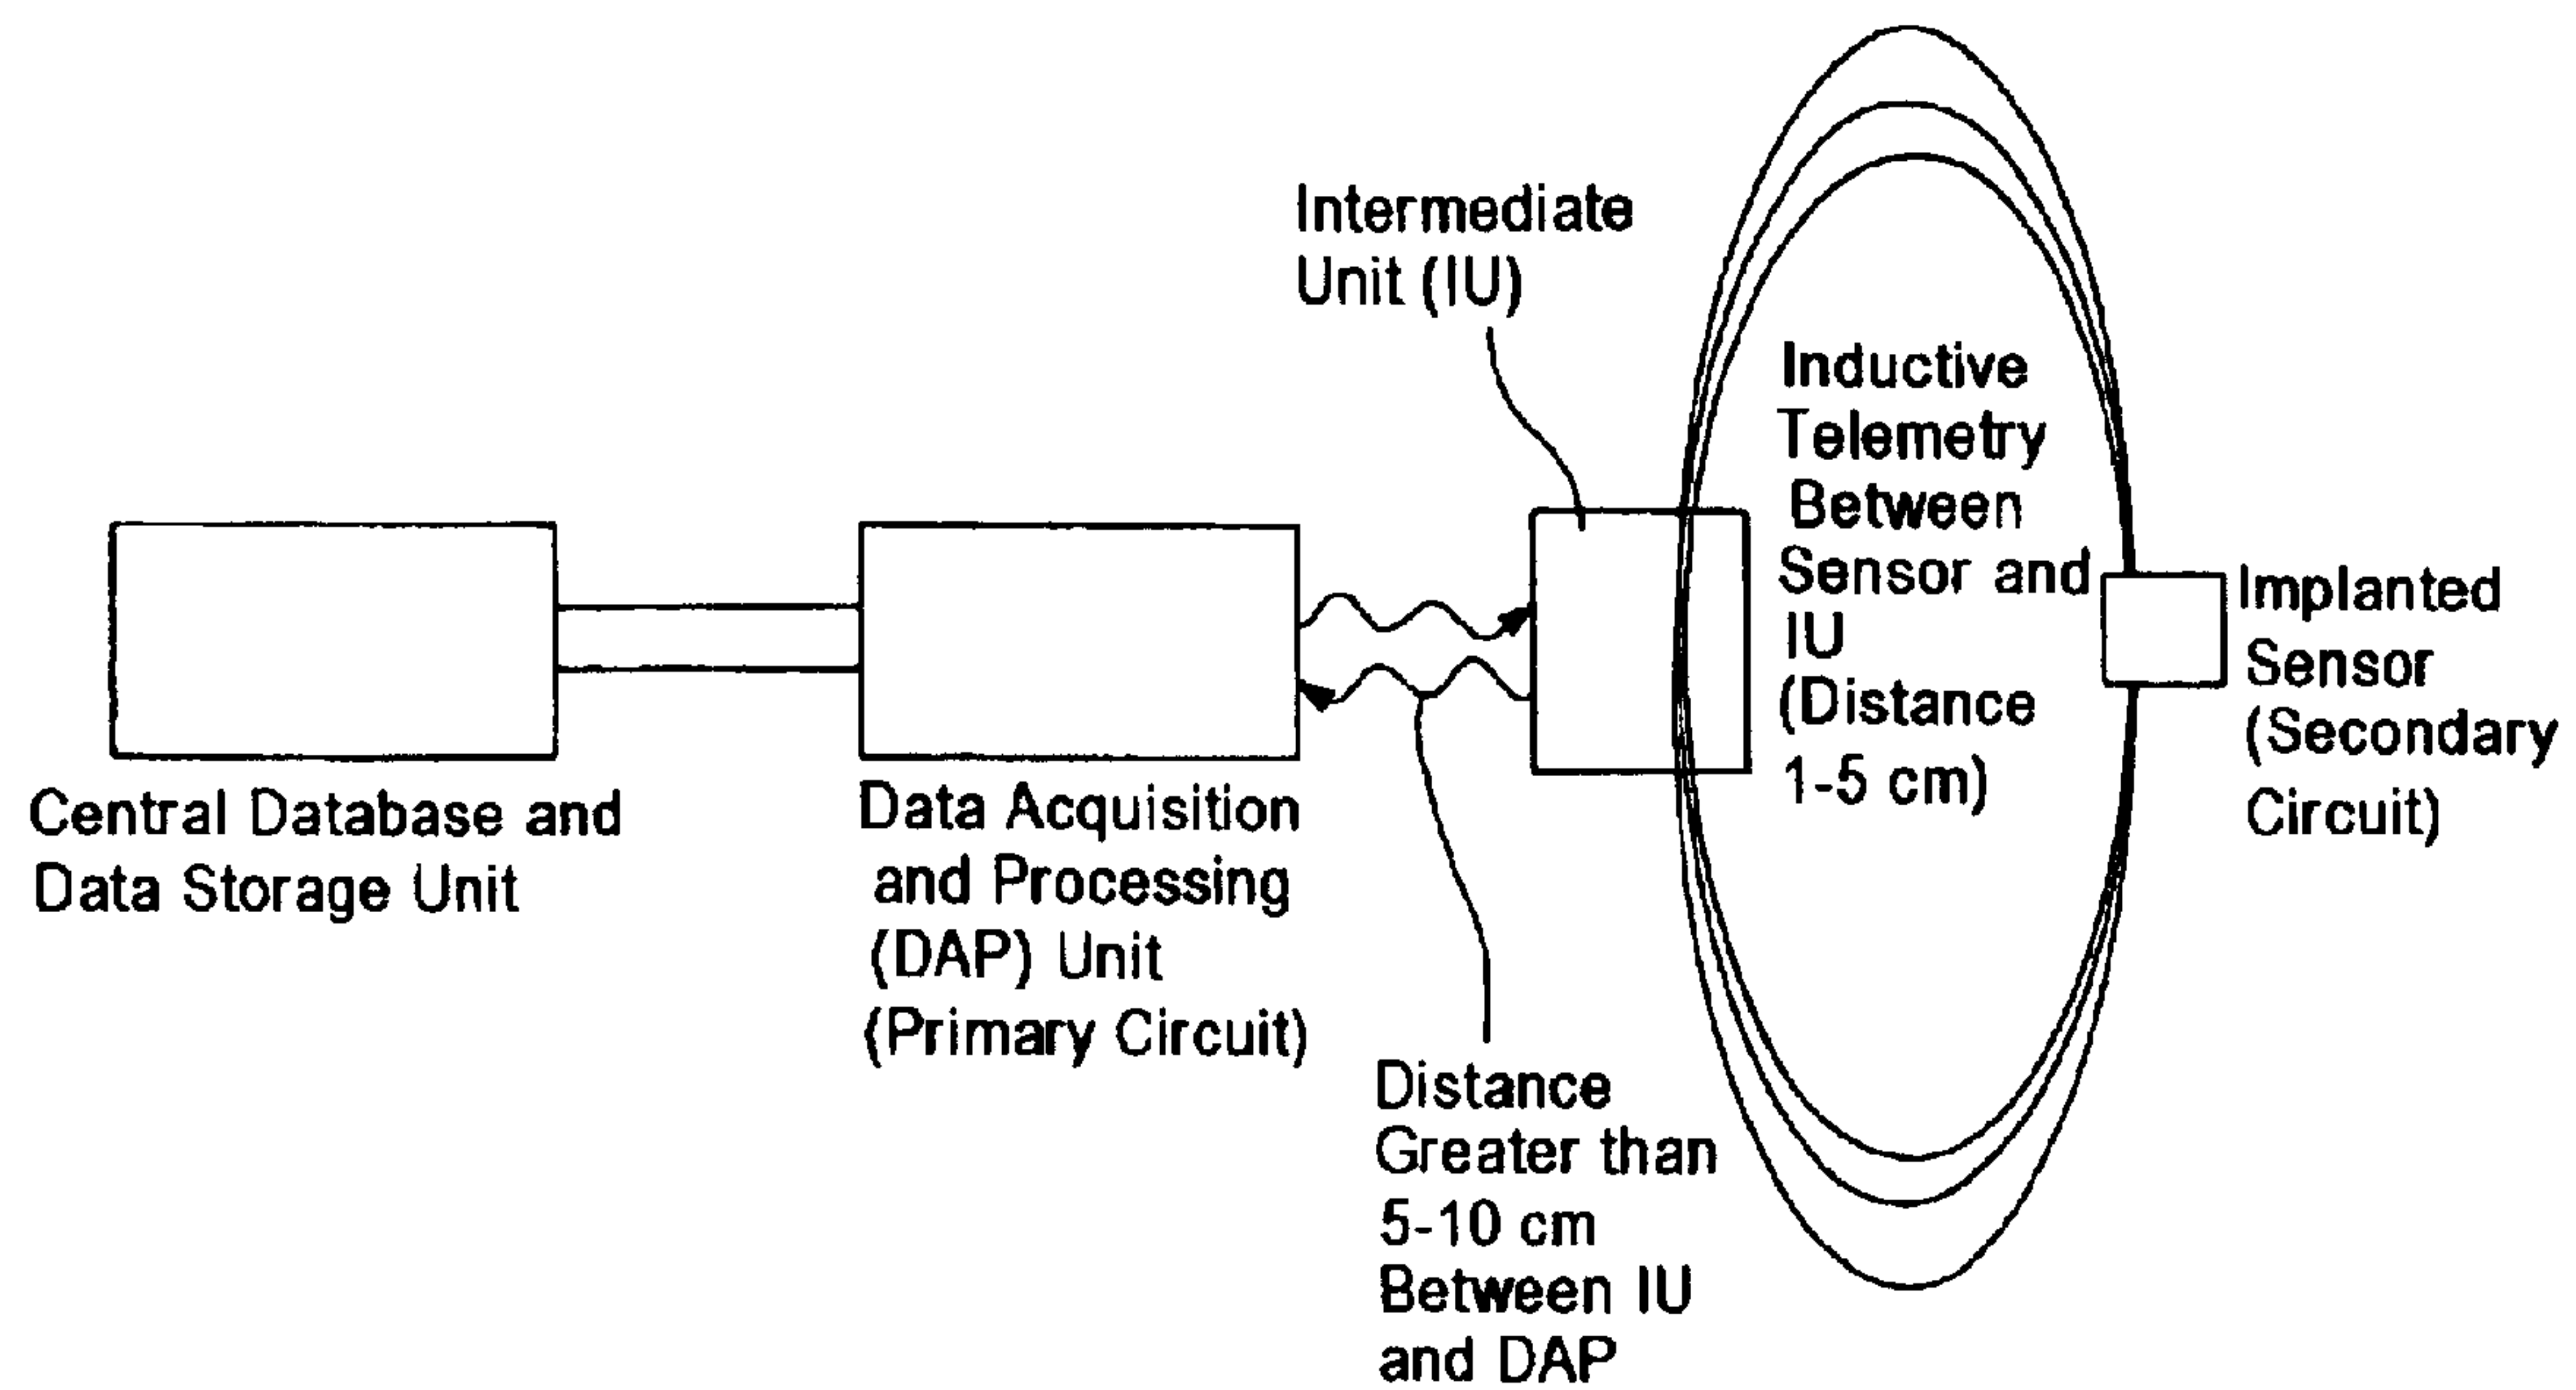 Intermediate
Unit (IU)
Inductive
Telemetry
Between
Sensor and
IU
(Distance
1-5 cm)
Implanted
Sensor
(Secondary
Circuit)
Central Database and
Data Storage Unit
Data Acquisition
and Processing
(DAP) Unit
(Primary Circuit)
Distance
Greater than
5-10 cm
Between IU
and DAP